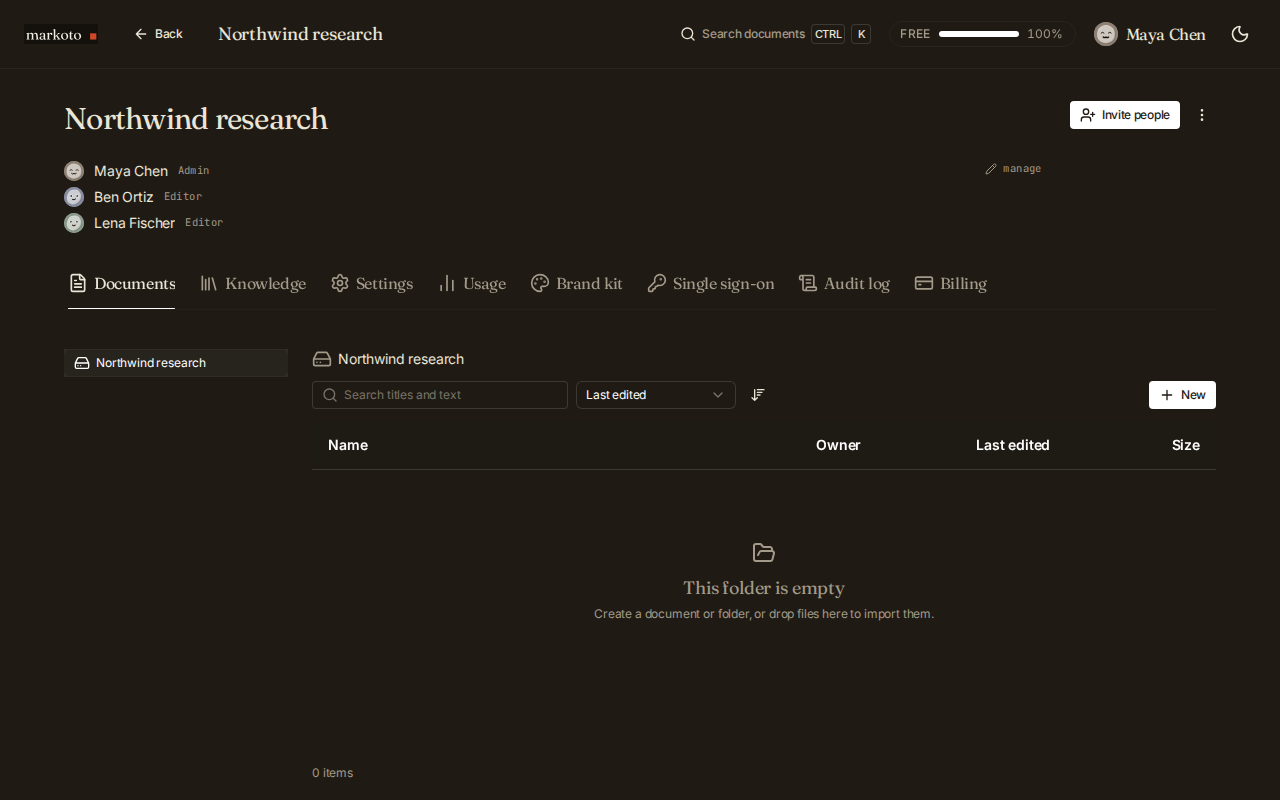 markoto
Back
Northwind research
Search documents CTRL K
FREE 100%
Maya Chen
Northwind research
Invite people
Maya Chen Admin
manage
Ben Ortiz Editor
Lena Fischer Editor
Documents Knowledge Settings Usage Brand kit Single sign-on Audit log Billing
Northwind research
Northwind research
Search titles and text
Last edited
New
Name Owner Last edited Size
This folder is empty
Create a document or folder, or drop files here to import them.
0 items